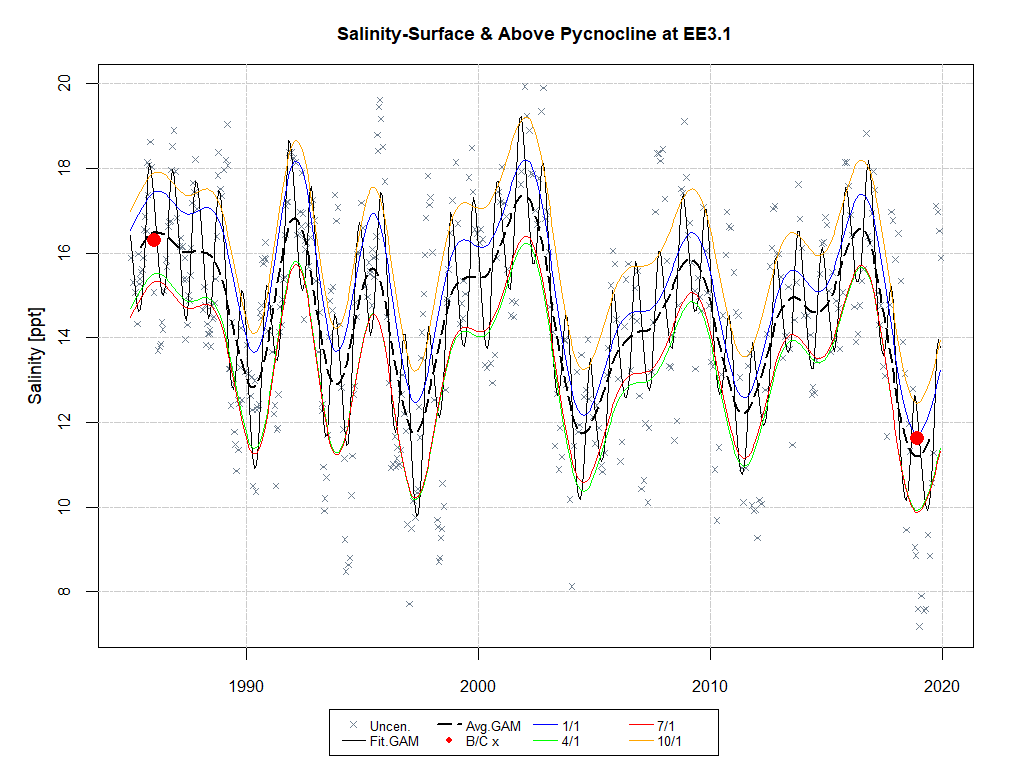 Salinity-Surface & Above Pycnocline at EE3.1
Salinity [ppt]
20
18
16
14
12
10
8
1990 2000 2010 2020
Uncen. Avg.GAM 1/1 7/1
Fit.GAM B/C x 4/1 10/1